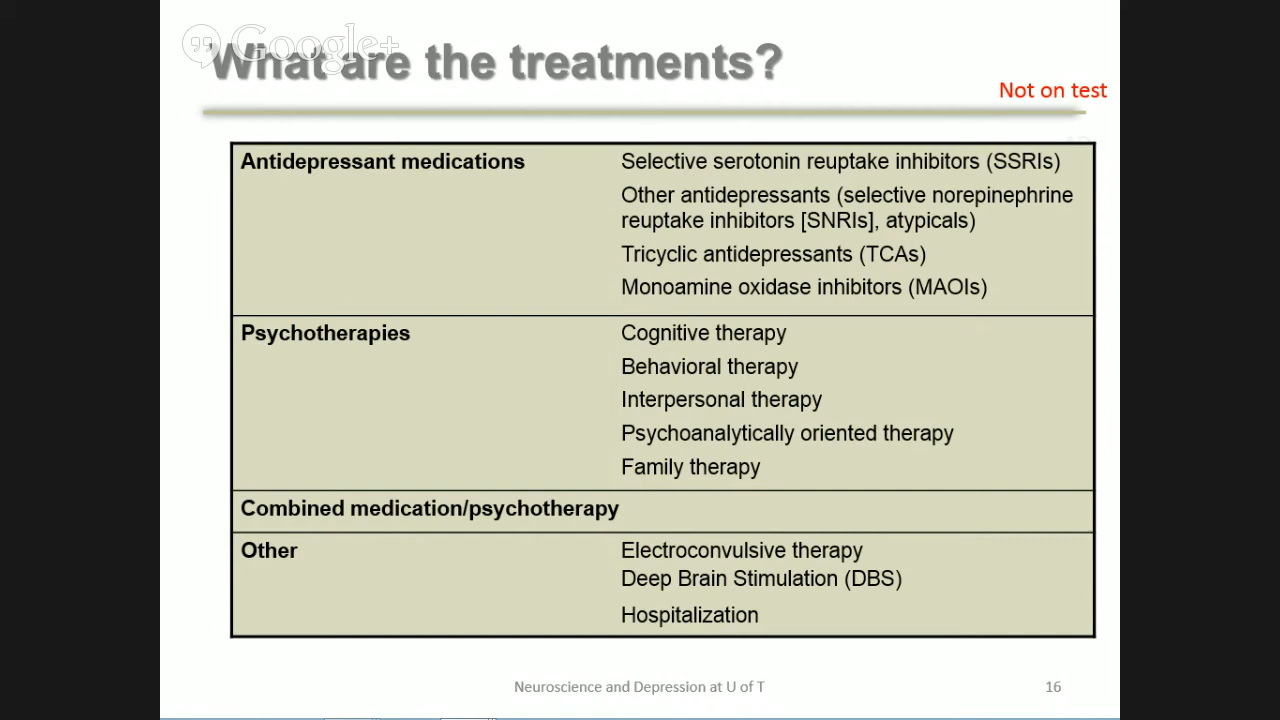 Google+
What are the treatments?
Not on test
Antidepressant medications
Selective serotonin reuptake inhibitors (SSRIs)
Other antidepressants (selective norepinephrine
reuptake inhibitors [SNRIs], atypicals)
Tricyclic antidepressants (TCAs)
Monoamine oxidase inhibitors (MAOIs)
Psychotherapies
Cognitive therapy
Behavioral therapy
Interpersonal therapy
Psychoanalytically oriented therapy
Family therapy
Combined medication/psychotherapy
Other
Electroconvulsive therapy
Deep Brain Stimulation (DBS)
Hospitalization
Neuroscience and Depression at U of T
16